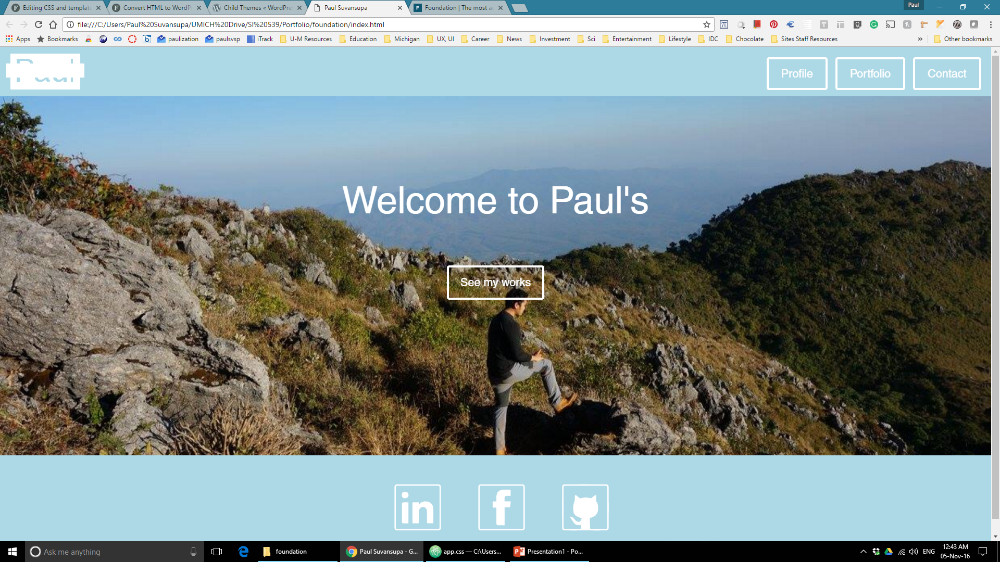 Editing CSS and template
Convert HTML to WordP
Child Themes « WordPre
Paul Suvansupa
Foundation | The most a
Paul
file:///C:/Users/Paul%20Suvansupa/UMICH%20Drive/SI%20539/Portfolio/foundation/index.html
Apps
Bookmarks
paulization
paulsvsp
iTrack
U-M Resources
Education
Michigan
UX, UI
Career
News
Investment
Sci
Entertainment
Lifestyle
IDC
Chocolate
Sites Staff Resources
»
Other bookmarks
Paul
Profile
Portfolio
Contact
Welcome to Paul's
See my works
in
f
Ask me anything
foundation
Paul Suvansupa - G...
app.css — C:\Users...
Presentation1 - Po...
ENG
12:43 AM
05-Nov-16